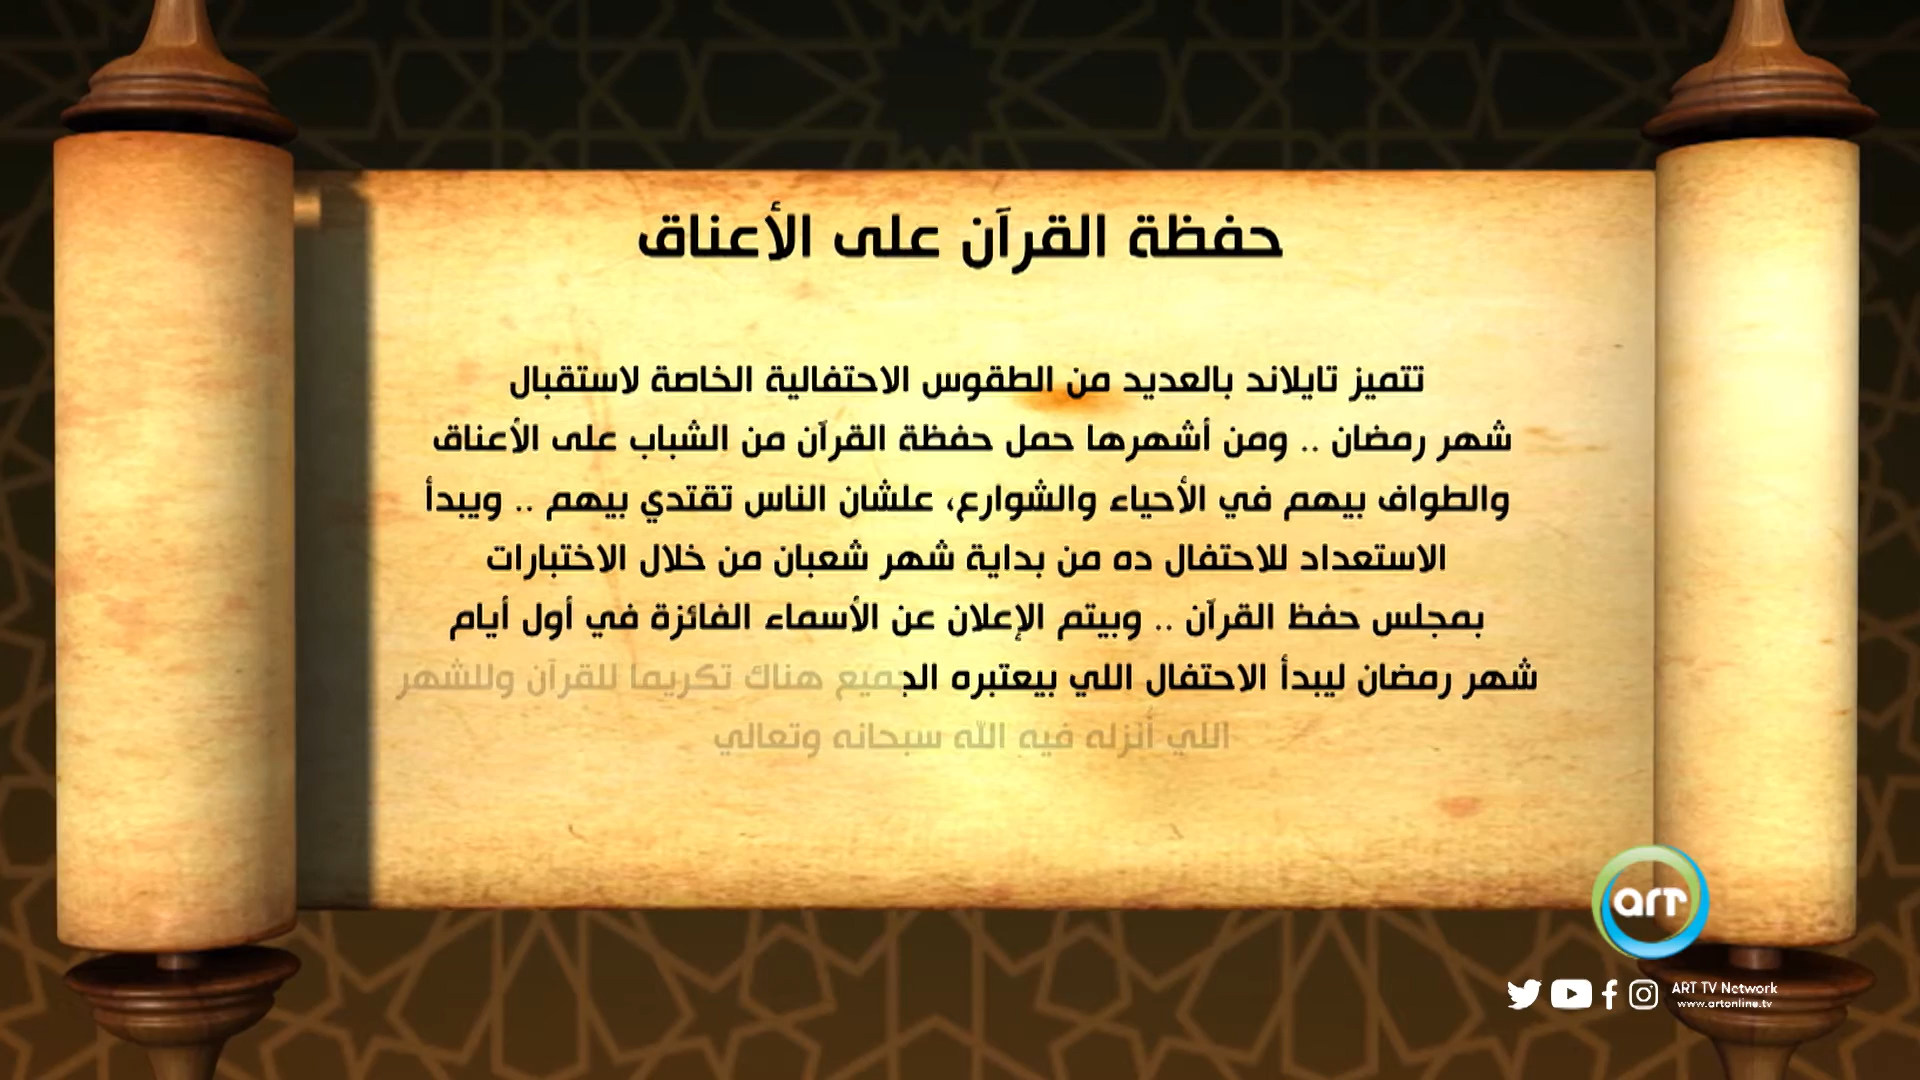 حفظة القرآن على الأعناق
تتميز تايلاند بالعديد من الطقوس الاحتفالية الخاصة لاستقبال
شهر رمضان .. ومن أشهرها حمل حفظة القرآن من الشباب على الأعناق
والطواف بيهم في الأحياء والشوارع، علشان الناس تقتدي بيهم .. ويبدأ
الاستعداد للاحتفال ده من بداية شهر شعبان من خلال الاختبارات
بمجلس حفظ القرآن .. وبيتم الإعلان عن الأسماء الفائزة في أول أيام
شهر رمضان ليبدأ الاحتفال اللي بيعتبره الجميع هناك تكريما للقرآن وللشهر
اللي أنزله فيه الله سبحانه وتعالي
art
ART TV Network
www.artonline.tv